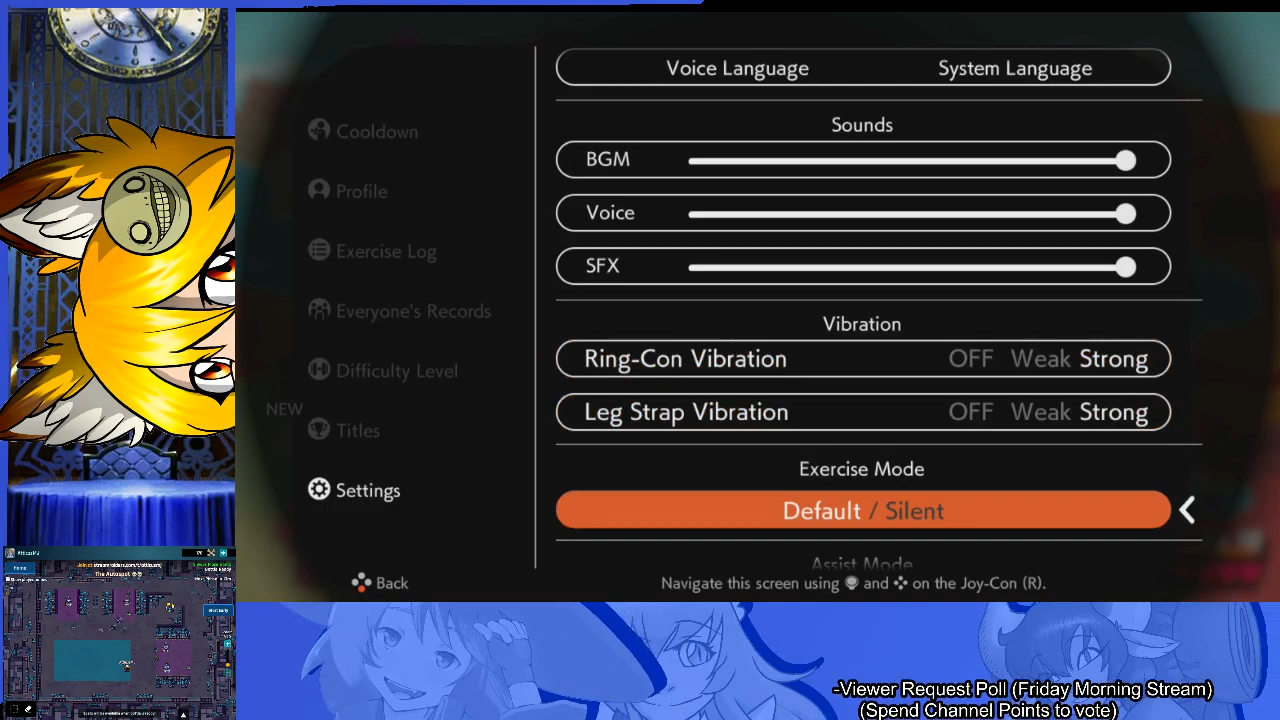 Voice Language System Language
Sounds
BGM
Voice
SFX
Vibration
Ring-Con Vibration OFF Weak Strong
Leg Strap Vibration OFF Weak Strong
Exercise Mode
Default / Silent
Assist Mode
Cooldown
Profile
Exercise Log
Everyone's Records
Difficulty Level
NEW
Titles
Settings
Back
Navigate this screen using and on the Joy-Con (R).
Home
-Viewer Request Poll (Friday Morning Stream)
(Spend Channel Points to vote)